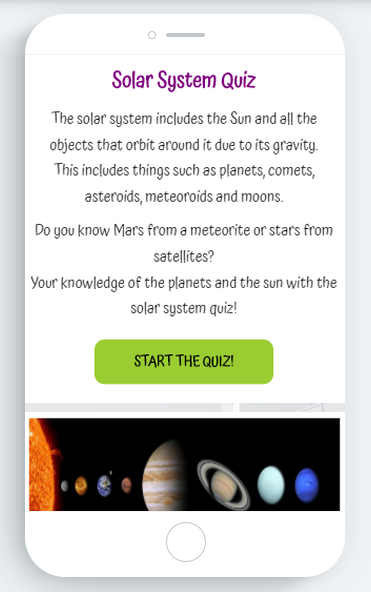 Solar System Quiz
The solar system includes the Sun and all the
objects that orbit around it due to its gravity.
This includes things such as planets, comets,
asteroids, meteoroids and moons.
Do you know Mars from a meteorite or stars from
satellites?
Your knowledge of the planets and the sun with the
solar system quiz!
START THE QUIZ!